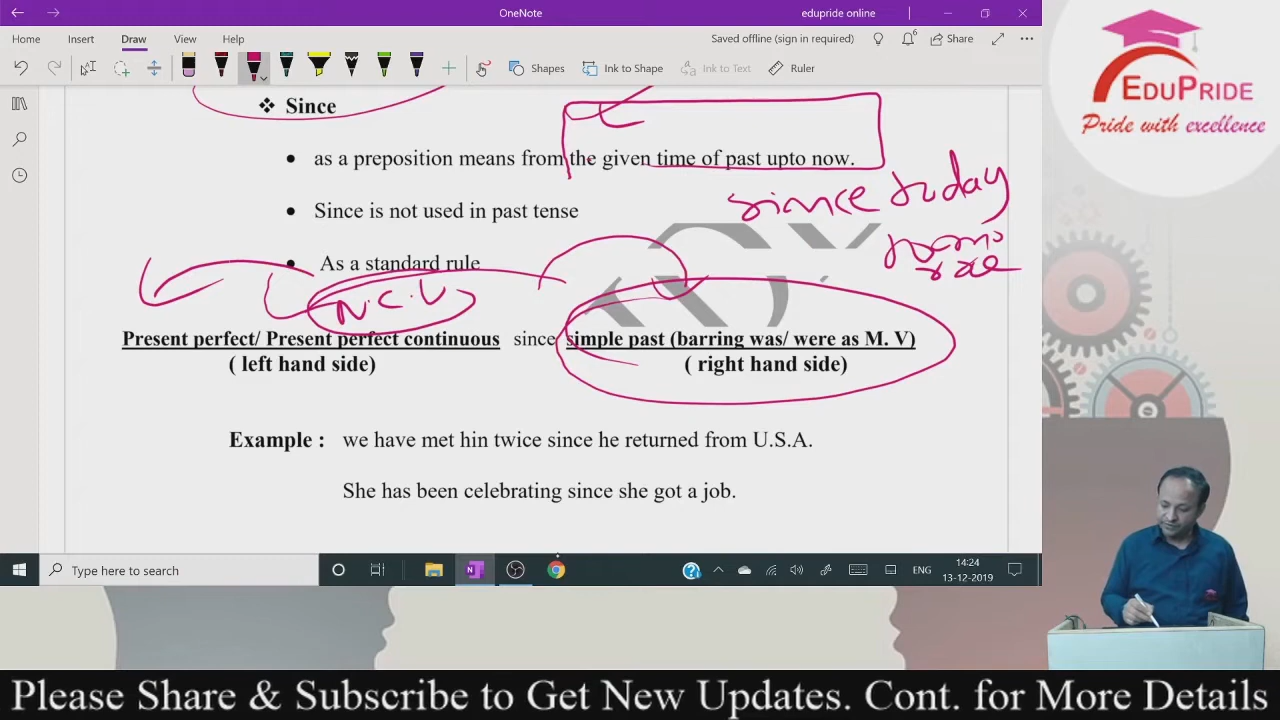 OneNote
edupride online
Home Insert Draw View Help
Saved offline (sign in required)
6
Share
Shapes
Ink to Shape
Ink to Text
Ruler
EDUPRIDE
Pride with excellence
❖ Since
• as a preposition means from the given time of past upto now.
since today
• Since is not used in past tense
• As a standard rule
N.C.V
Present perfect/ Present perfect continuous since simple past (barring was/ were as M. V)
( left hand side) ( right hand side)
Example : we have met hin twice since he returned from U.S.A.
She has been celebrating since she got a job.
Type here to search
ENG
14:24
13-12-2019
Please Share & Subscribe to Get New Updates. Cont. for More Details